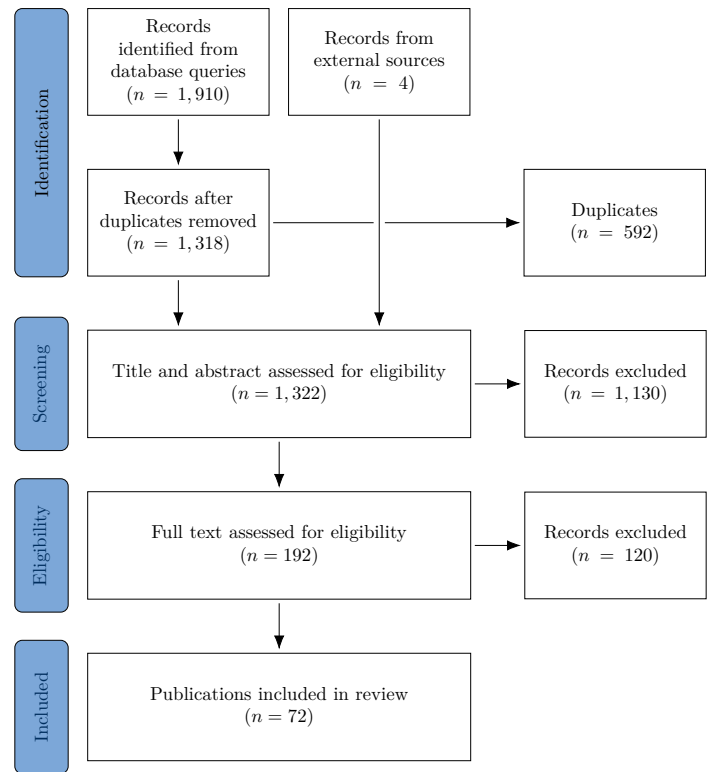 Identification
Records
identified from
database queries
(n = 1,910)
Records from
external sources
(n = 4)
Records after
duplicates removed
(n = 1,318)
Duplicates
(n = 592)
Screening
Title and abstract assessed for eligibility
(n = 1,322)
Records excluded
(n = 1,130)
Eligibility
Full text assessed for eligibility
(n = 192)
Records excluded
(n = 120)
Included
Publications included in review
(n = 72)